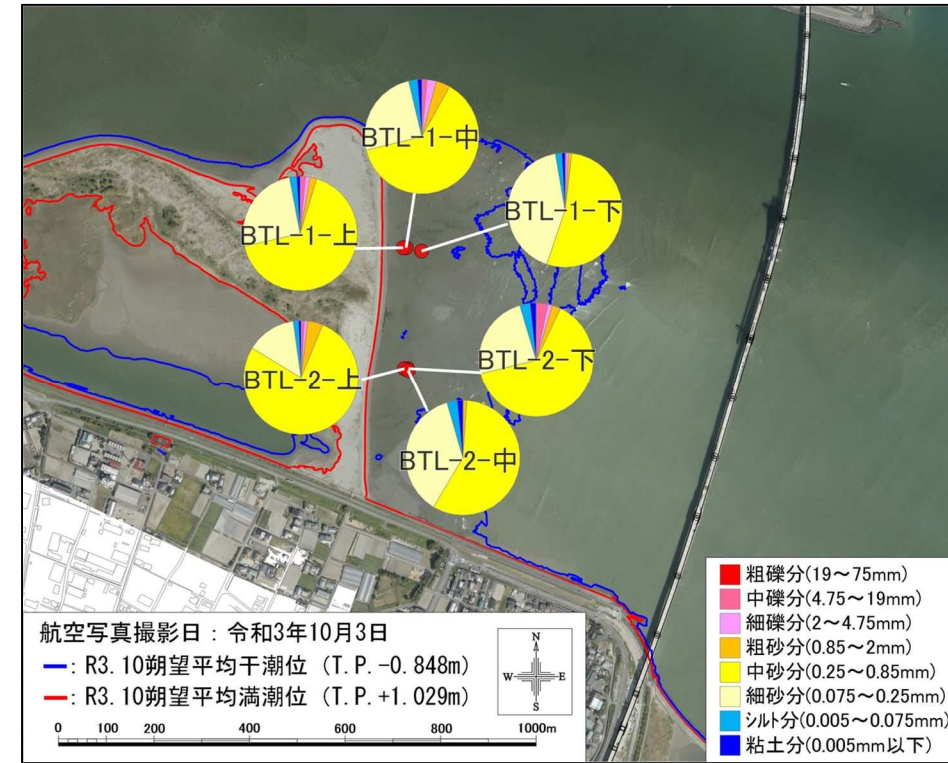 BTL-1-中
BTL-1-下
BTL-1-上
BTL-2-下
BTL-2-上
BTL-2-中
航空写真撮影日：令和3年10月3日
：R3.10朔望平均干潮位（T.P.-0.848m）
：R3.10朔望平均満潮位（T.P.+1.029m）
0 200 400 600 800 1000m
N
W E
S
粗礫分(19～75mm)
中礫分(4.75～19mm)
細礫分(2～4.75mm)
粗砂分(0.85～2mm)
中砂分(0.25～0.85mm)
細砂分(0.075～0.25mm)
ｼﾙﾄ分(0.005～0.075mm)
粘土分(0.005mm以下)